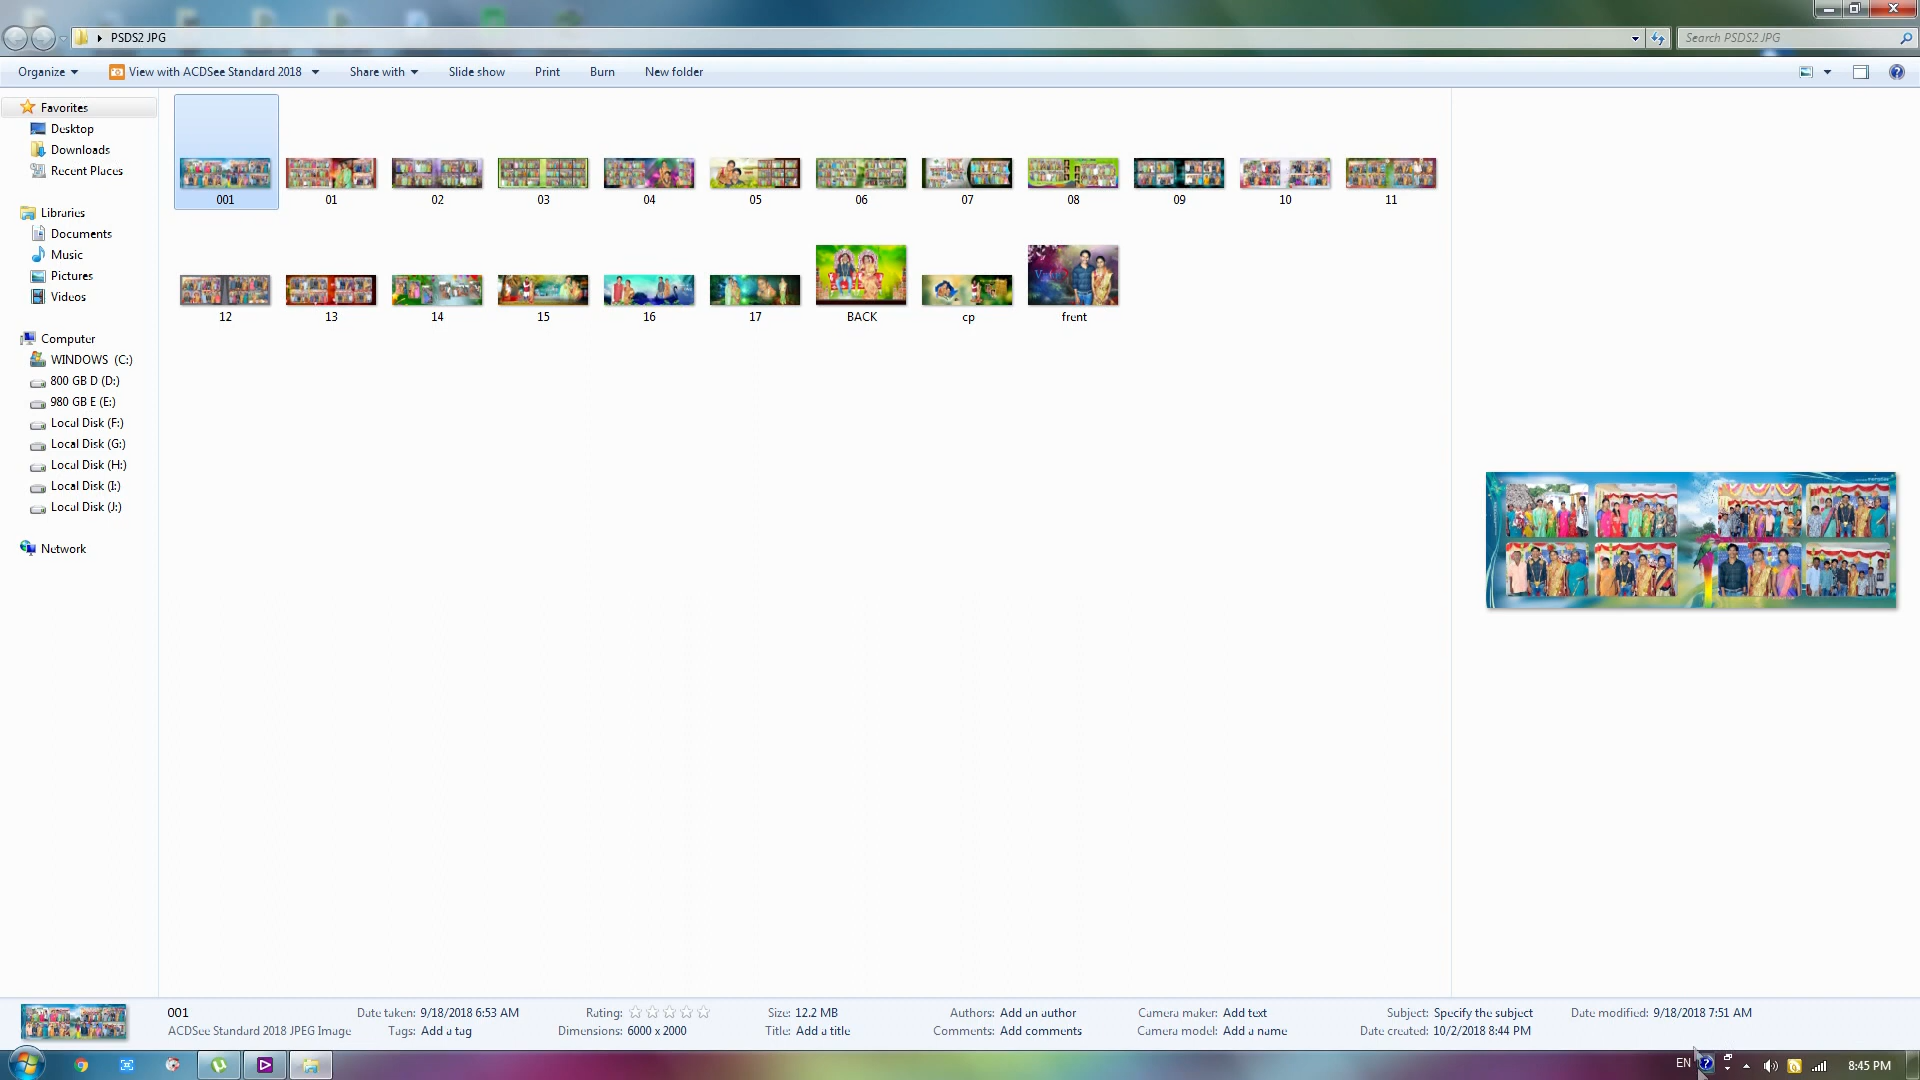 PSDS2 JPG
Search PSDS2 JPG
Organize
View with ACDSee Standard 2018
Share with
Slide show
Print
Burn
New folder
Favorites
Desktop
Downloads
Recent Places
Libraries
Documents
Music
Pictures
Videos
Computer
WINDOWS (C:)
800 GB D (D:)
980 GB E (E:)
Local Disk (F:)
Local Disk (G:)
Local Disk (H:)
Local Disk (I:)
Local Disk (J:)
Network
001 01 02 03 04 05 06 07 08 09 10 11
12 13 14 15 16 17 BACK cp frent
001 Date taken: 9/18/2018 6:53 AM Rating: Size: 12.2 MB Authors: Add an author Camera maker: Add text Subject: Specify the subject Date modified: 9/18/2018 7:51 AM
ACDSee Standard 2018 JPEG Image Tags: Add a tag Dimensions: 6000 x 2000 Title: Add a title Comments: Add comments Camera model: Add a name Date created: 10/2/2018 8:44 PM
EN
8:45 PM